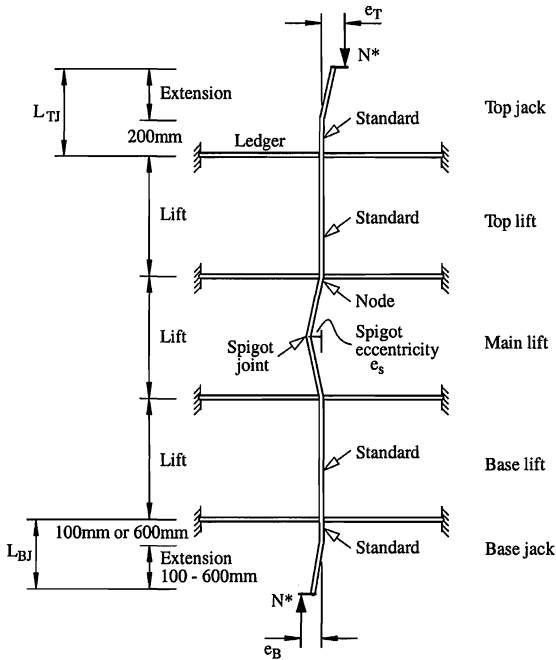 e_T
N*
Extension
L_TJ
Top jack
Standard
200mm
Ledger
Lift
Standard
Top lift
Node
Lift
Spigot
joint
Spigot
eccentricity
e_s
Main lift
Lift
Standard
Base lift
100mm or 600mm
L_BJ
Extension
100 - 600mm
Standard
Base jack
N*
e_B